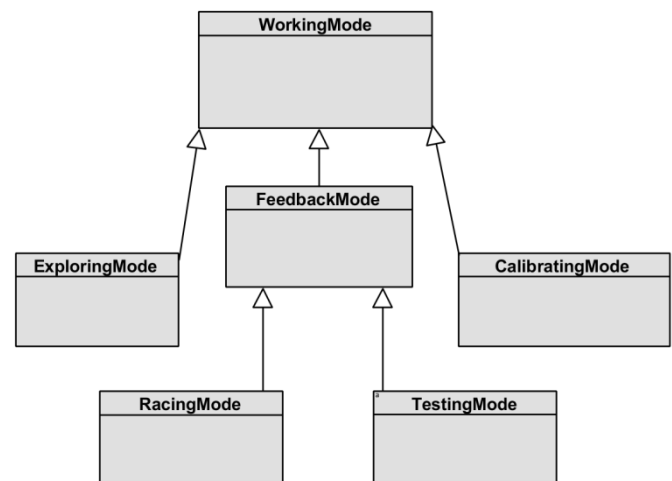 WorkingMode
FeedbackMode
ExploringMode
CalibratingMode
RacingMode
a
TestingMode